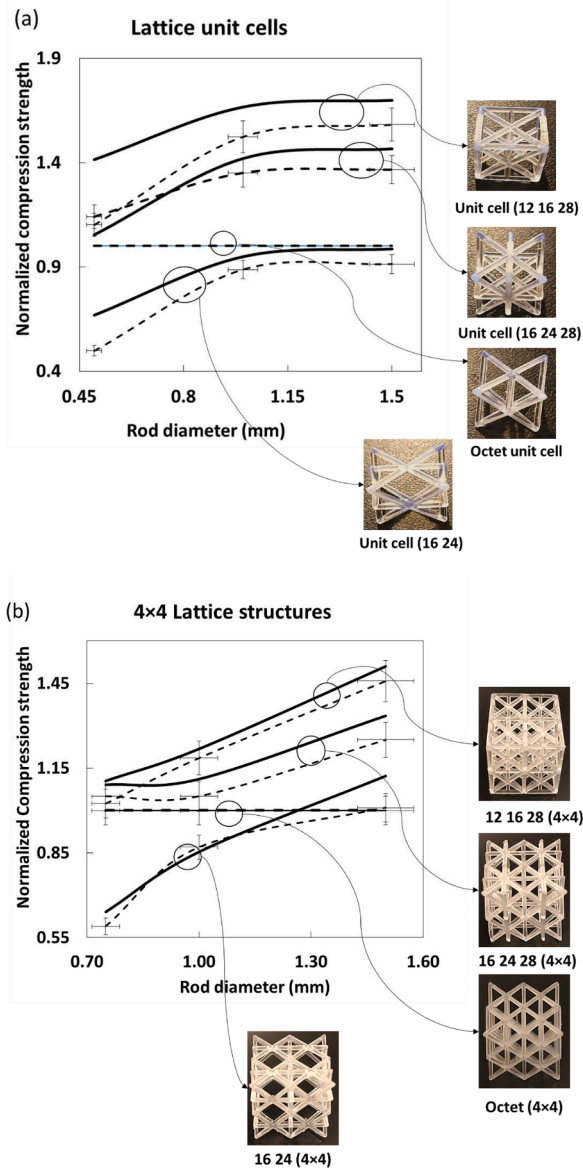 (a)
Lattice unit cells
Normalized compression strength
1.9
1.4
0.9
0.4
0.45 0.8 1.15 1.5
Rod diameter (mm)
Unit cell (12 16 28)
Unit cell (16 24 28)
Octet unit cell
Unit cell (16 24)
(b)
4×4 Lattice structures
Normalized Compression strength
1.45
1.15
0.85
0.55
0.70 1.00 1.30 1.60
Rod diameter (mm)
12 16 28 (4×4)
16 24 28 (4×4)
Octet (4×4)
16 24 (4×4)